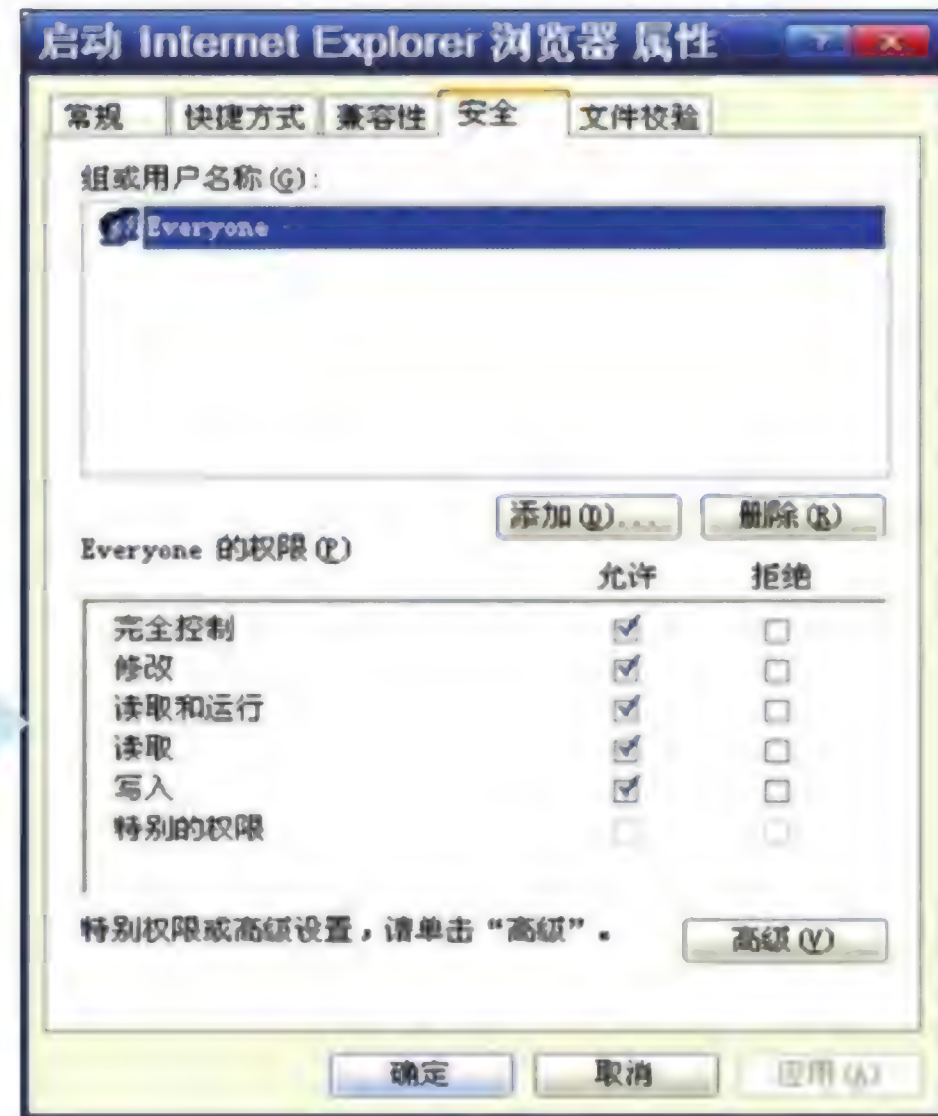 启动 Internet Explorer 浏览器 属性
常规 快捷方式 兼容性 安全 文件校验
组或用户名称(G):
Everyone
添加(D)... 删除(R)
Everyone 的权限(P)
允许 拒绝
完全控制
修改
读取和运行
读取
写入
特别的权限
特别权限或高级设置，请单击“高级”。
高级(V)
确定 取消 应用(A)